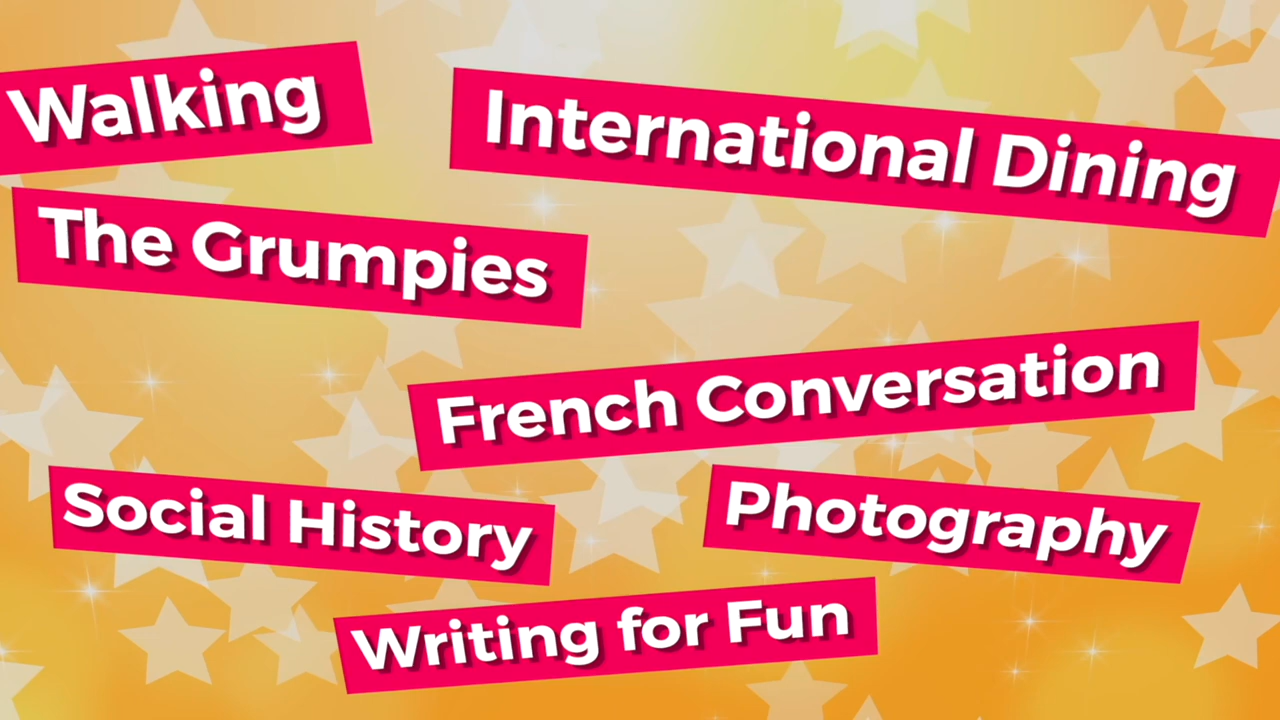 Walking
International Dining
The Grumpies
French Conversation
Social History
Photography
Writing for Fun